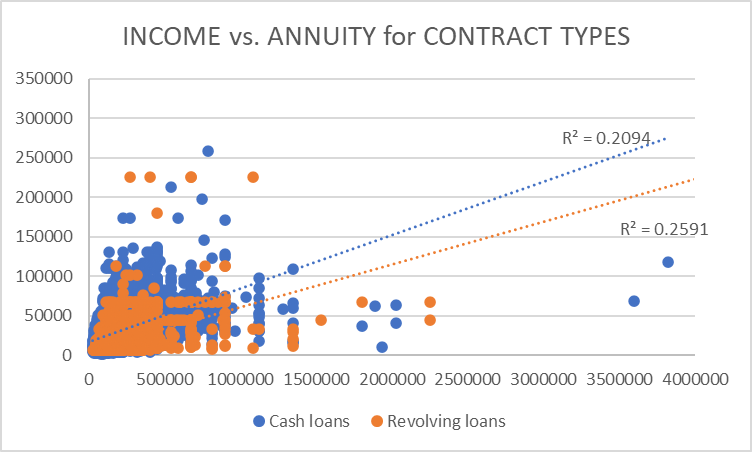 INCOME vs. ANNUITY for CONTRACT TYPES
350000
300000
250000
200000
150000
100000
50000
0
R² = 0.2094
R² = 0.2591
0 500000 1000000 1500000 2000000 2500000 3000000 3500000 4000000
Cash loans Revolving loans